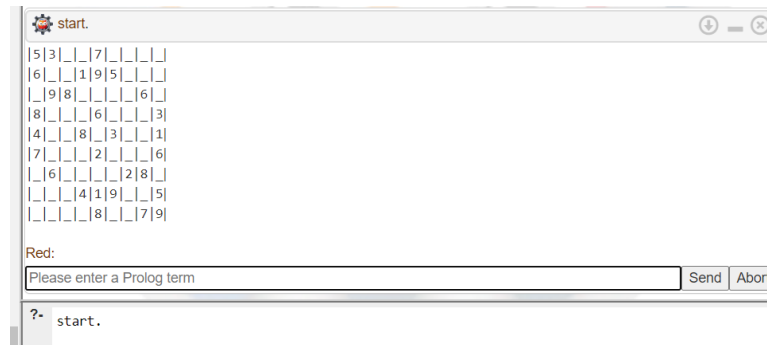 start.
|5|3|_|_|7|_|_|_|_|
|6|_|_|1|9|5|_|_|_|
|_|9|8|_|_|_|_|6|_|
|8|_|_|_|6|_|_|_|3|
|4|_|_|8|_|3|_|_|1|
|7|_|_|_|2|_|_|_|6|
|_|6|_|_|_|_|2|8|_|
|_|_|_|4|1|9|_|_|5|
|_|_|_|_|8|_|_|7|9|
Red:
Please enter a Prolog term Send Abor
?- start.